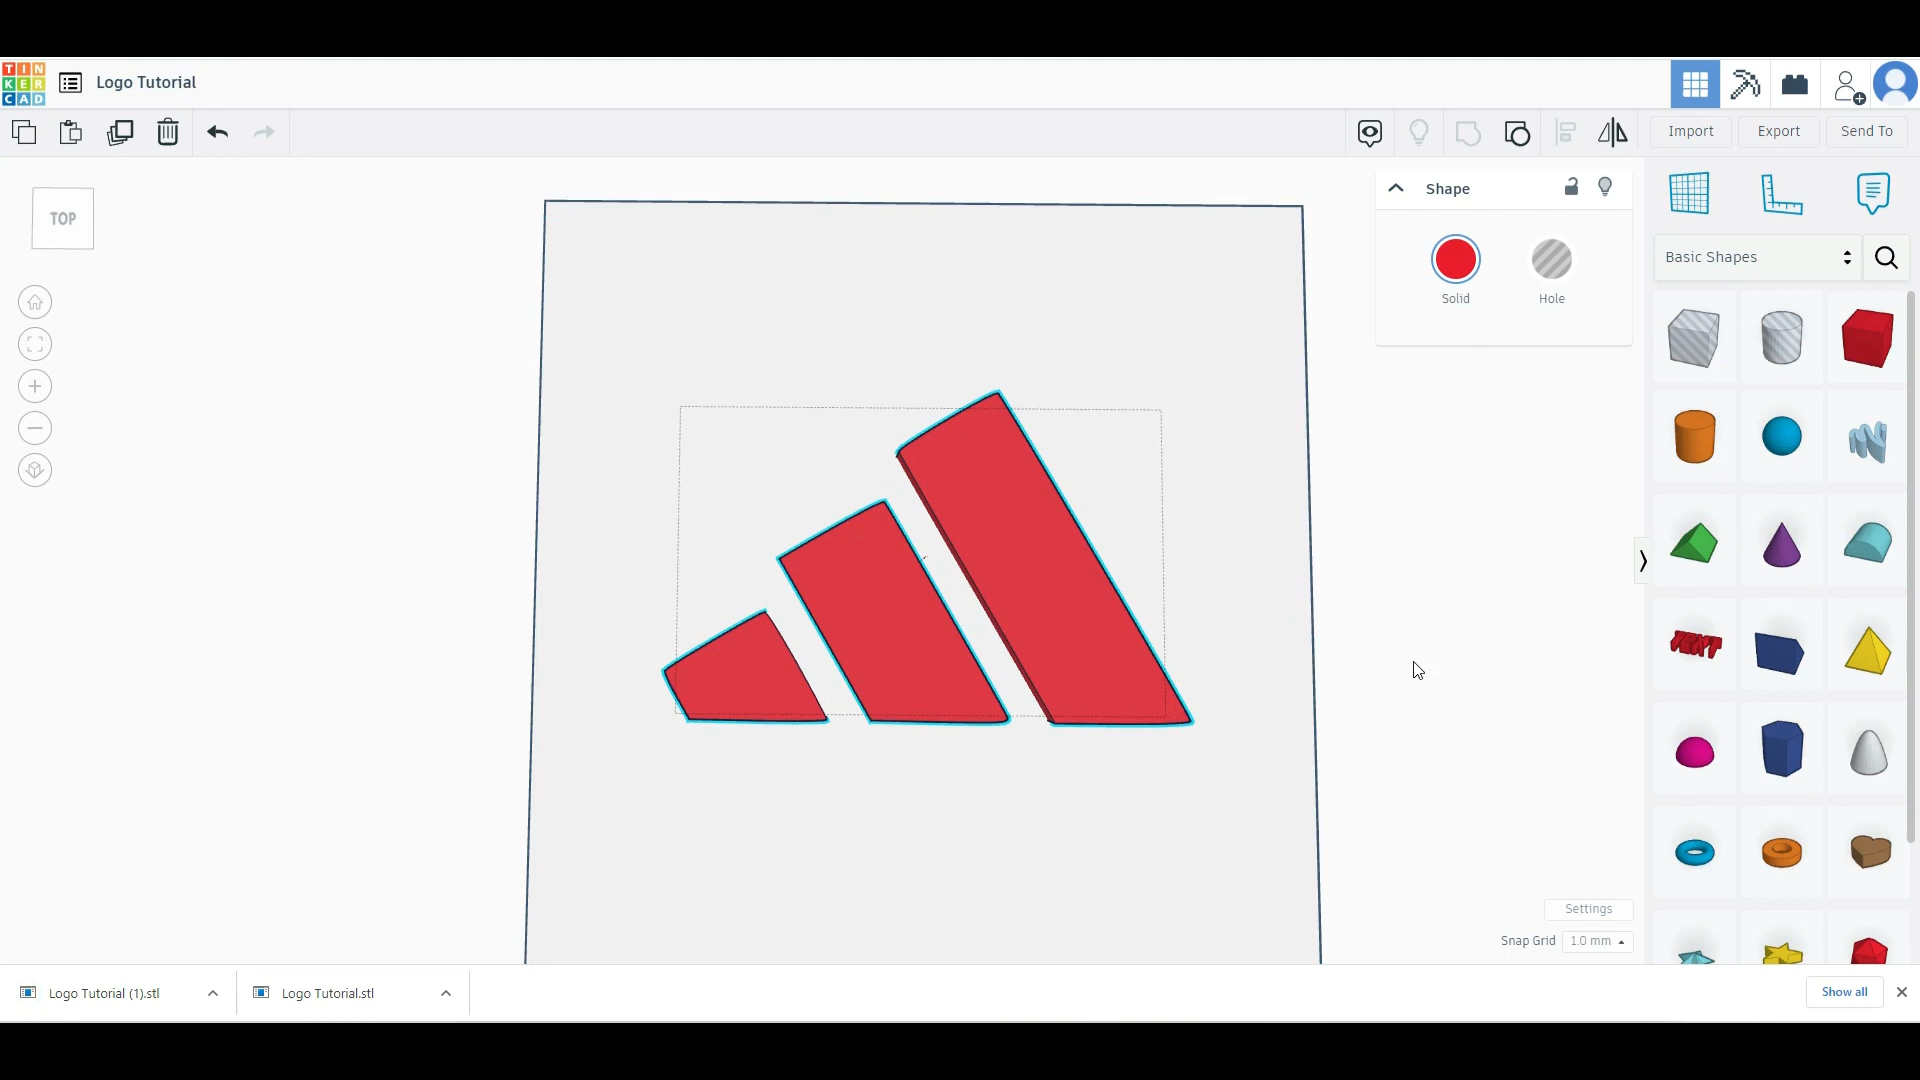 TIN
KER
CAD
Logo Tutorial
Import
Export
Send To
TOP
Shape
Solid
Hole
Basic Shapes
TEXT
Settings
Snap Grid
1.0 mm
Logo Tutorial (1).stl
Logo Tutorial.stl
Show all